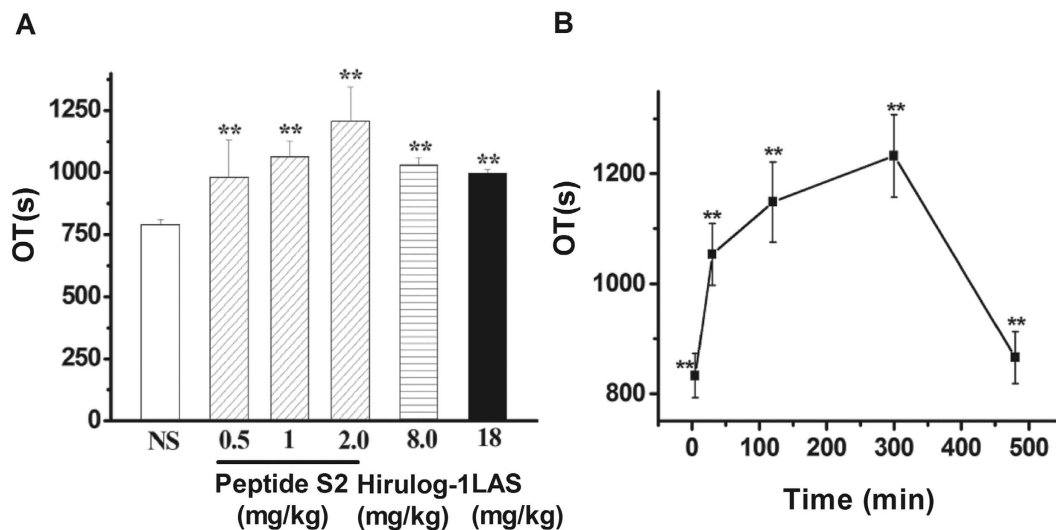 A
OT(s)
1250
1000
750
500
250
0
**
**
**
**
**
NS
0.5
1
2.0
8.0
18
Peptide S2 Hirulog-1LAS
(mg/kg) (mg/kg) (mg/kg)
B
OT(s)
1200
1000
800
**
**
**
**
**
0 100 200 300 400 500
Time (min)